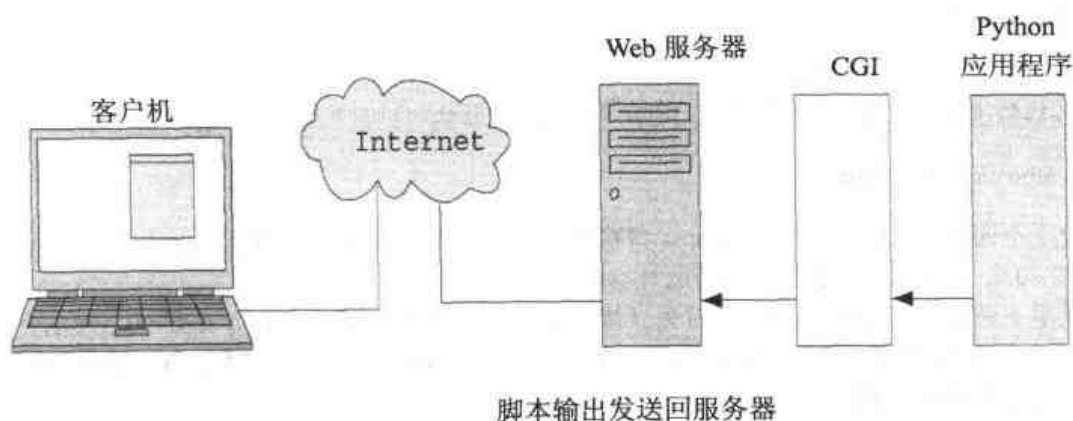 Python
Web 服务器
CGI
应用程序
客户机
Internet
脚本输出发送回服务器